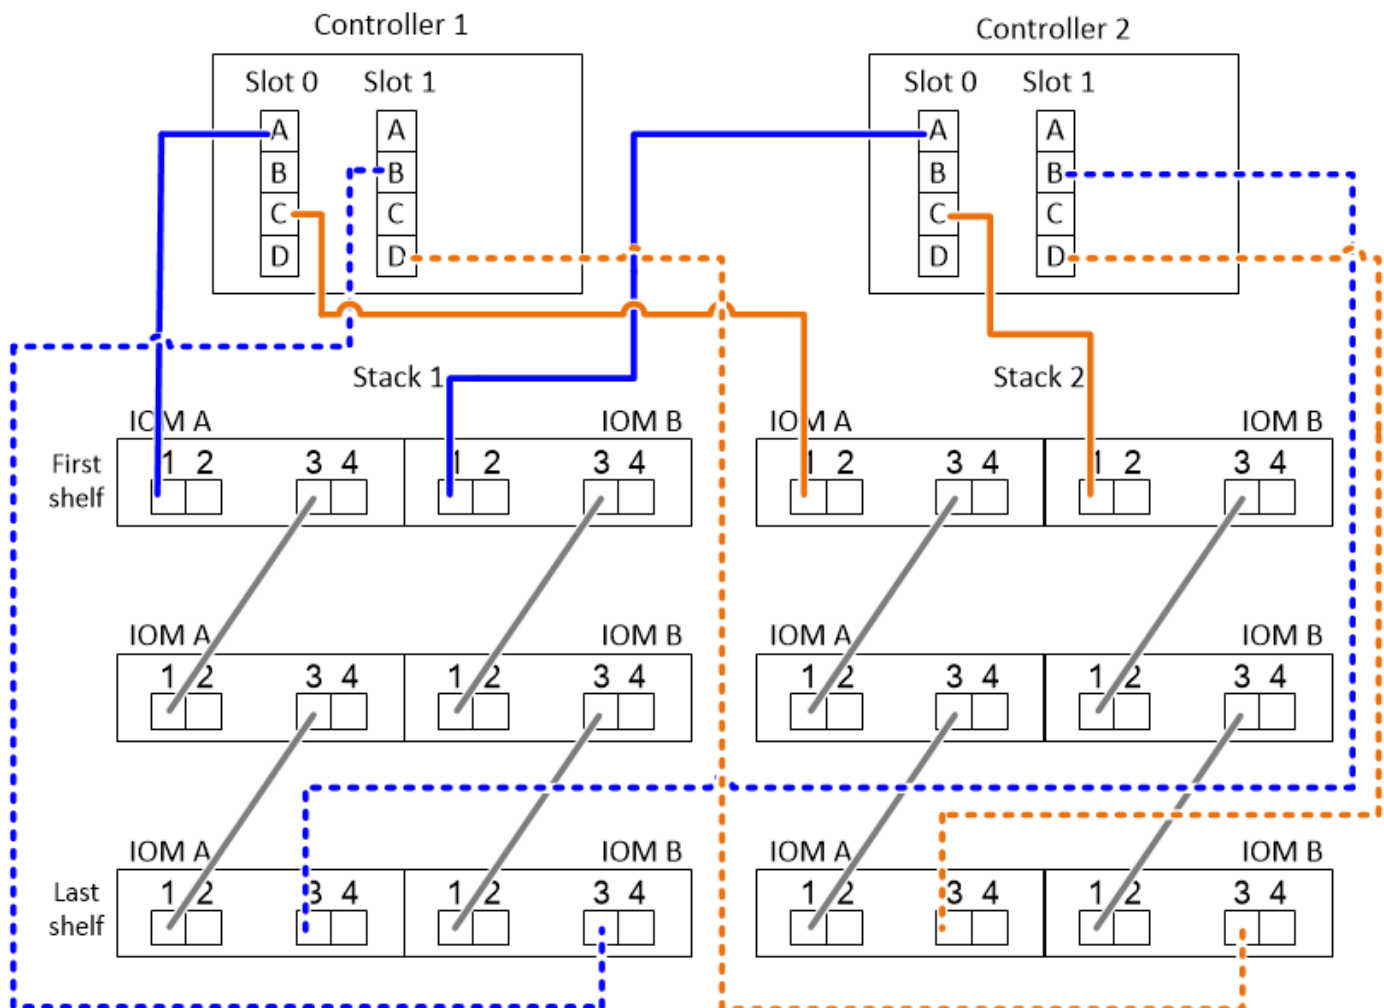 Controller 1
Controller 2
Slot 0 Slot 1
Slot 0 Slot 1
A A
B B
C C
D D
A A
B B
C C
D D
Stack 1
Stack 2
IOM A IOM B
IOM A IOM B
First shelf
1 2 3 4 1 2 3 4
1 2 3 4 1 2 3 4
IOM A IOM B
IOM A IOM B
1 2 3 4 1 2 3 4
1 2 3 4 1 2 3 4
IOM A IOM B
IOM A IOM B
Last shelf
1 2 3 4 1 2 3 4
1 2 3 4 1 2 3 4